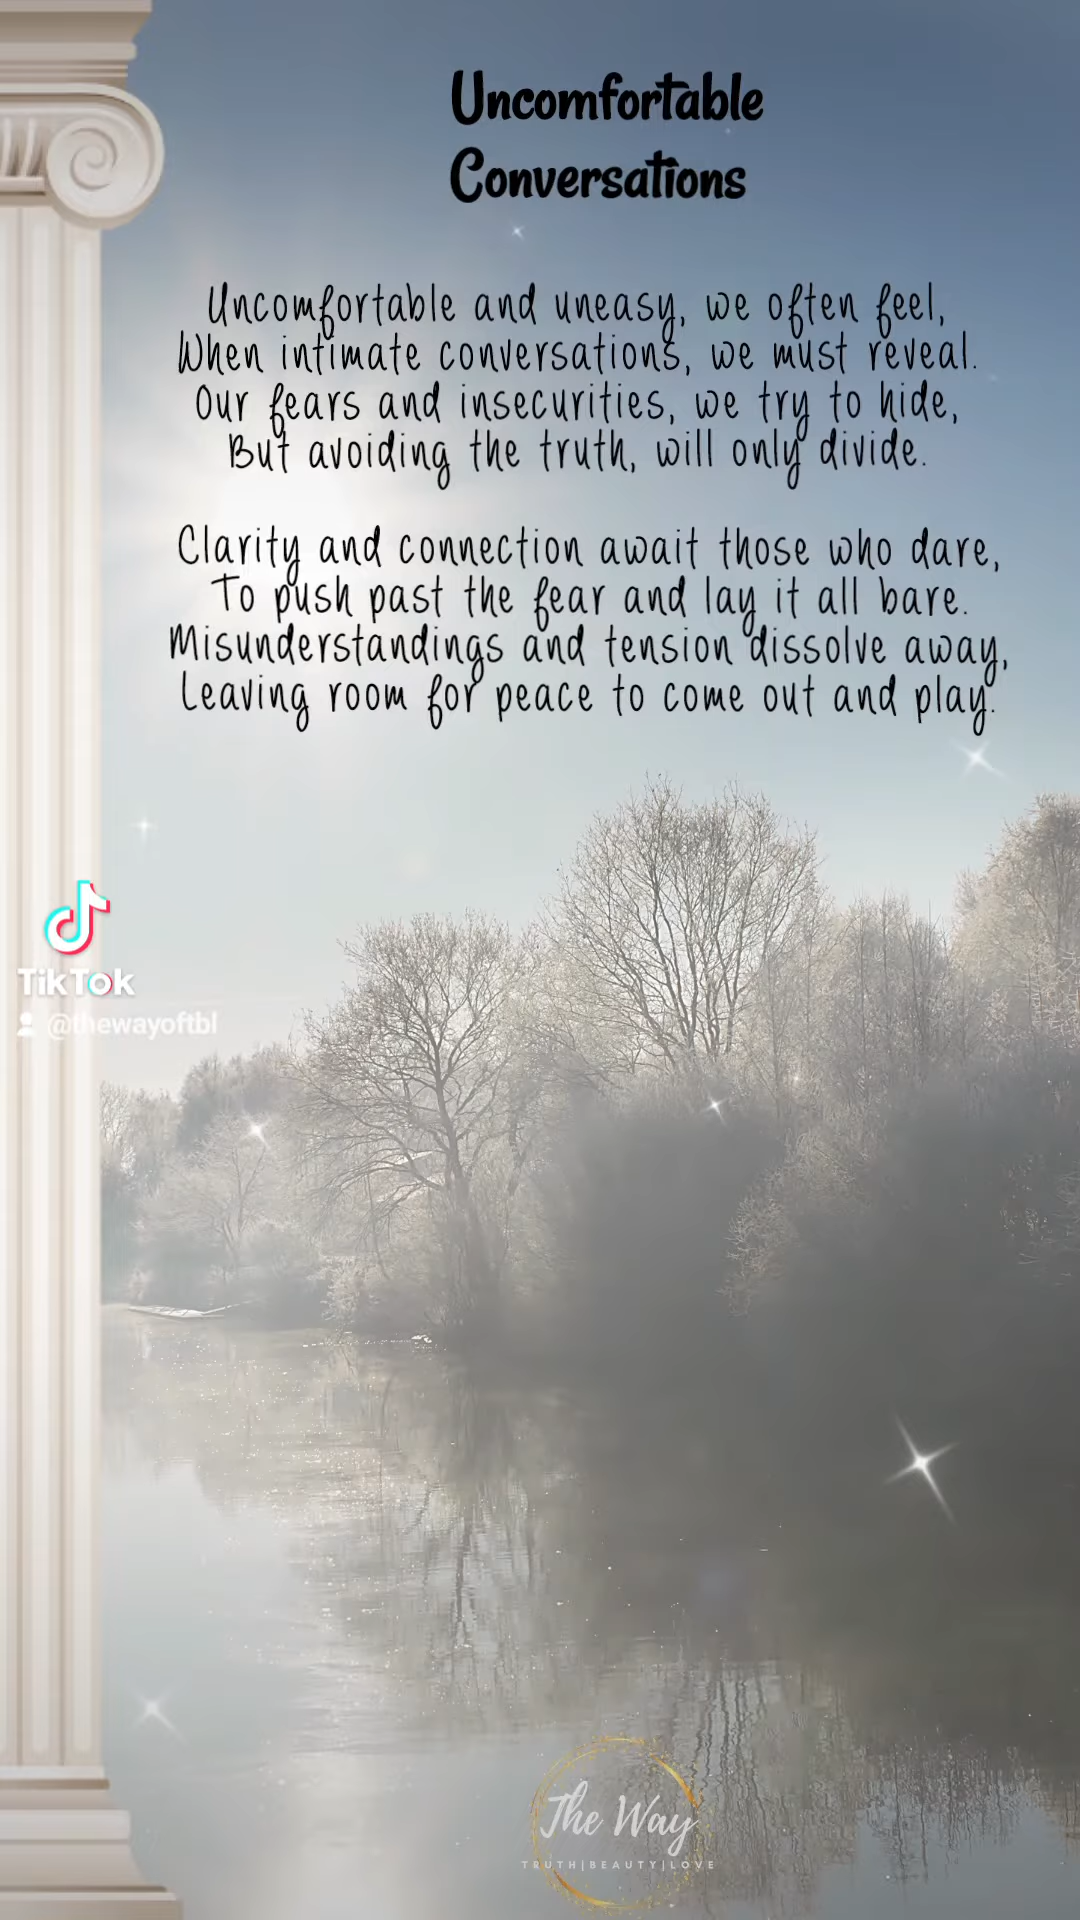 Uncomfortable
Conversations
Uncomfortable and uneasy, we often feel,
When intimate conversations, we must reveal.
Our fears and insecurities, we try to hide,
But avoiding the truth, will only divide.
Clarity and connection await those who dare,
To push past the fear and lay it all bare.
Misunderstandings and tension dissolve away,
Leaving room for peace to come out and play.
TikTok
@thewayoftbl
The Way
TRUTH|BEAUTY|LOVE